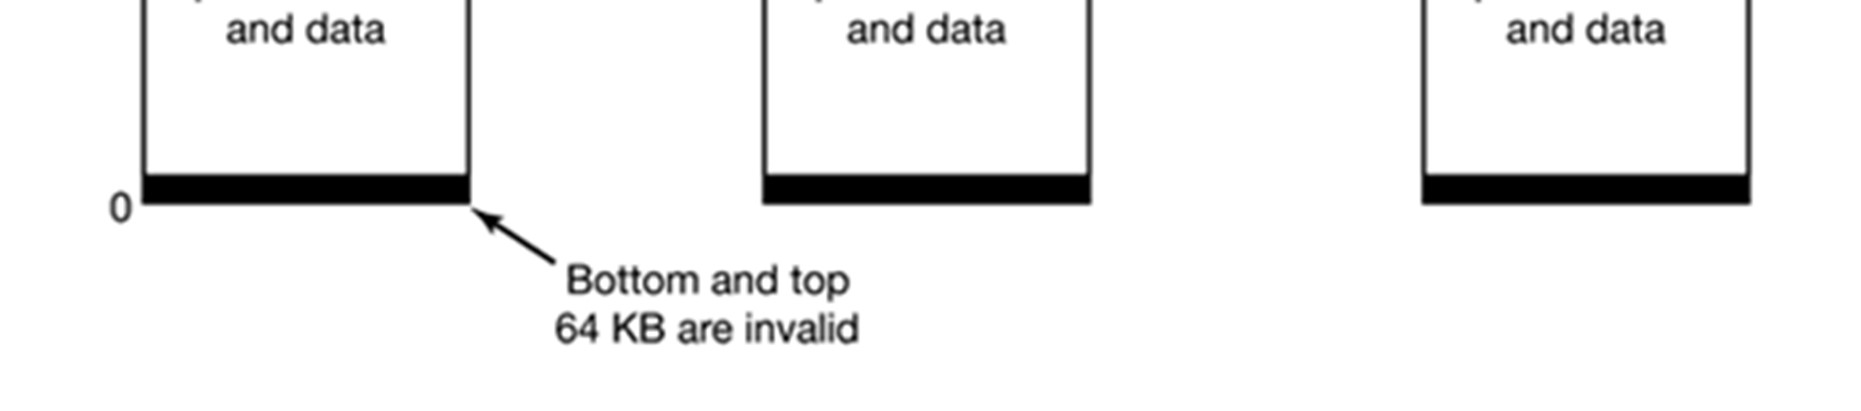 and data
and data
and data
0
Bottom and top
64 KB are invalid